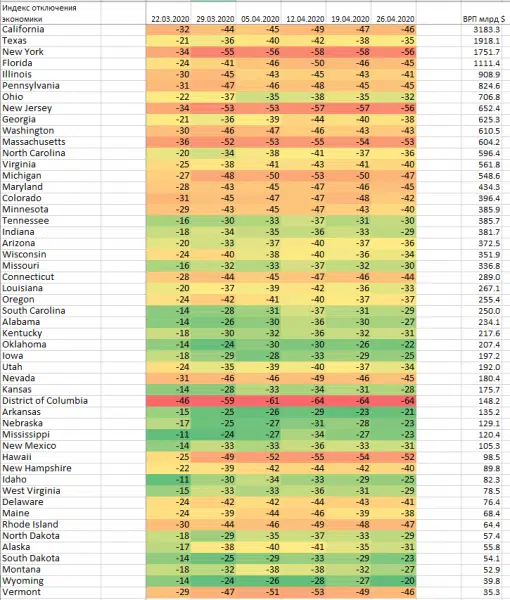 Индекс отключения
экономики 22.03.2020 29.03.2020 05.04.2020 12.04.2020 19.04.2020 26.04.2020 ВРП млрд $
California -32 -44 -45 -49 -47 -46 3183.3
Texas -21 -36 -40 -42 -38 -35 1918.1
New York -34 -55 -56 -58 -58 -56 1751.7
Florida -24 -41 -46 -50 -46 -45 1111.4
Illinois -30 -45 -43 -45 -43 -41 908.9
Pennsylvania -31 -47 -46 -48 -45 -45 824.6
Ohio -22 -37 -35 -38 -35 -32 706.8
New Jersey -34 -53 -53 -57 -57 -56 652.4
Georgia -21 -36 -39 -44 -40 -38 625.3
Washington -30 -46 -47 -46 -43 -43 610.5
Massachusetts -36 -52 -53 -55 -54 -53 604.2
North Carolina -20 -34 -38 -41 -37 -36 596.4
Virginia -25 -38 -41 -43 -41 -40 561.8
Michigan -27 -48 -50 -53 -50 -47 548.6
Maryland -28 -43 -45 -47 -46 -45 434.3
Colorado -31 -45 -47 -47 -48 -42 396.4
Minnesota -29 -43 -45 -47 -43 -40 385.9
Tennessee -16 -30 -33 -37 -31 -30 385.7
Indiana -18 -34 -35 -36 -33 -29 381.7
Arizona -20 -33 -37 -40 -37 -36 372.5
Wisconsin -24 -40 -38 -40 -36 -34 351.9
Missouri -16 -32 -33 -37 -32 -30 336.8
Connecticut -28 -44 -45 -47 -46 -44 289.0
Louisiana -20 -37 -39 -42 -36 -33 267.1
Oregon -24 -42 -41 -40 -37 -37 255.4
South Carolina -14 -28 -31 -37 -31 -29 250.0
Alabama -14 -26 -30 -36 -30 -27 234.1
Kentucky -18 -30 -32 -36 -32 -31 217.6
Oklahoma -14 -24 -30 -30 -26 -22 207.4
Iowa -18 -29 -28 -33 -29 -25 197.2
Utah -24 -35 -39 -40 -37 -34 192.0
Nevada -31 -46 -46 -49 -46 -45 180.4
Kansas -14 -28 -33 -34 -31 -28 175.7
District of Columbia -46 -59 -61 -64 -64 -64 148.2
Arkansas -15 -25 -26 -29 -23 -21 135.2
Nebraska -17 -25 -27 -31 -28 -23 129.1
Mississippi -11 -24 -27 -34 -27 -23 120.4
New Mexico -14 -33 -33 -36 -33 -31 105.3
Hawaii -25 -49 -52 -55 -54 -52 98.5
New Hampshire -22 -39 -42 -44 -42 -40 89.8
Idaho -11 -30 -34 -33 -29 -25 82.3
West Virginia -15 -33 -33 -36 -31 -29 78.5
Delaware -24 -42 -42 -44 -43 -41 76.4
Maine -24 -39 -44 -46 -39 -38 68.4
Rhode Island -30 -44 -46 -49 -48 -47 64.4
North Dakota -18 -29 -35 -37 -33 -29 57.4
Alaska -17 -38 -40 -41 -35 -31 55.8
South Dakota -14 -25 -29 -33 -29 -23 54.1
Montana -18 -32 -38 -38 -32 -27 52.9
Wyoming -14 -24 -26 -28 -27 -20 39.8
Vermont -29 -47 -51 -53 -49 -46 35.3